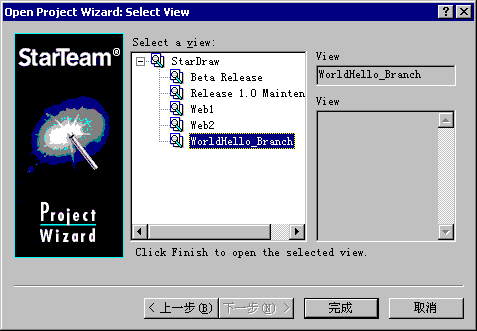 Open Project Wizard: Select View
StarTeam®
Project
Wizard
Select a view:
StarDraw
Beta Release
Release 1.0 Mainten
Web1
Web2
WorldHello_Branch
View
WorldHello_Branch
View
Click Finish to open the selected view.
< 上一步(B)
下一步(N) >
完成
取消